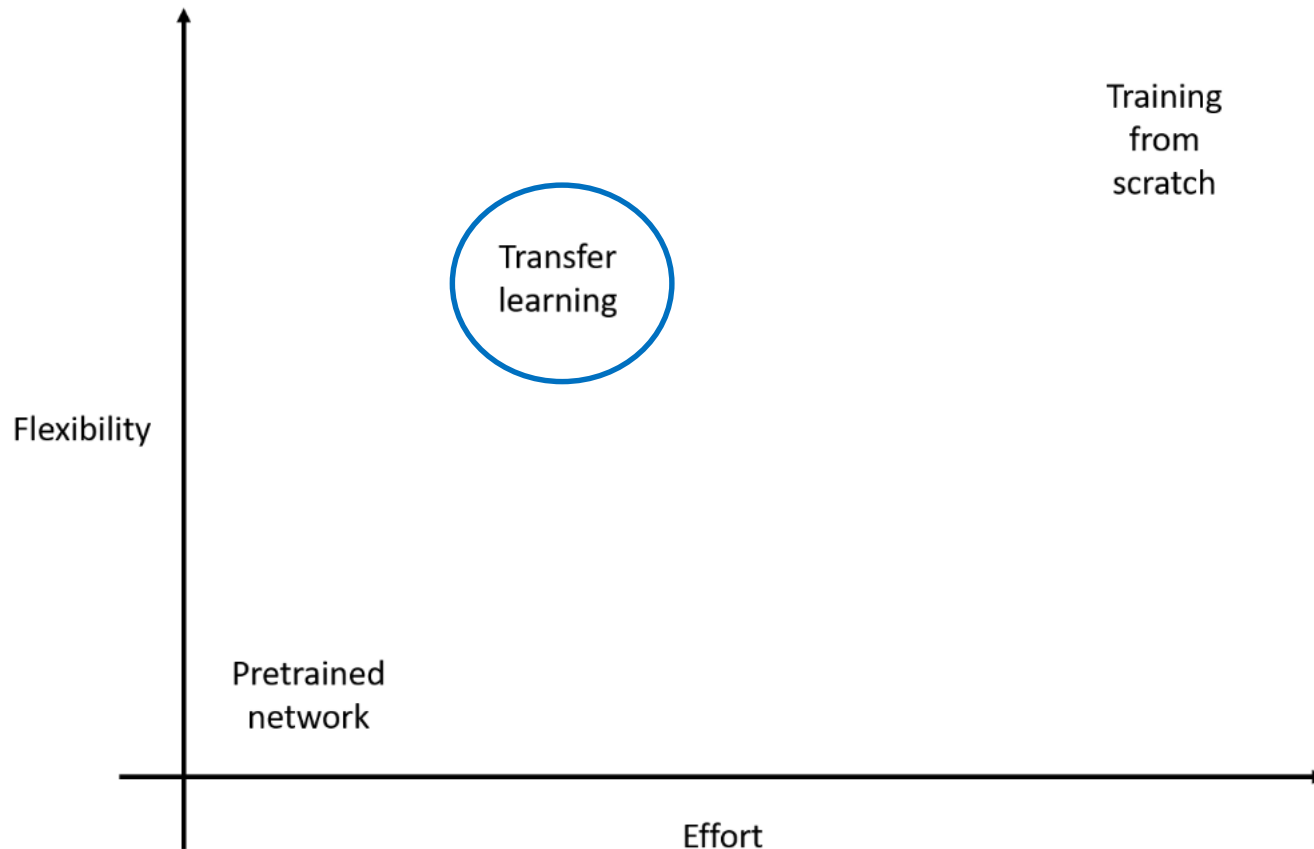 Training
from
scratch
Transfer
learning
Flexibility
Pretrained
network
Effort